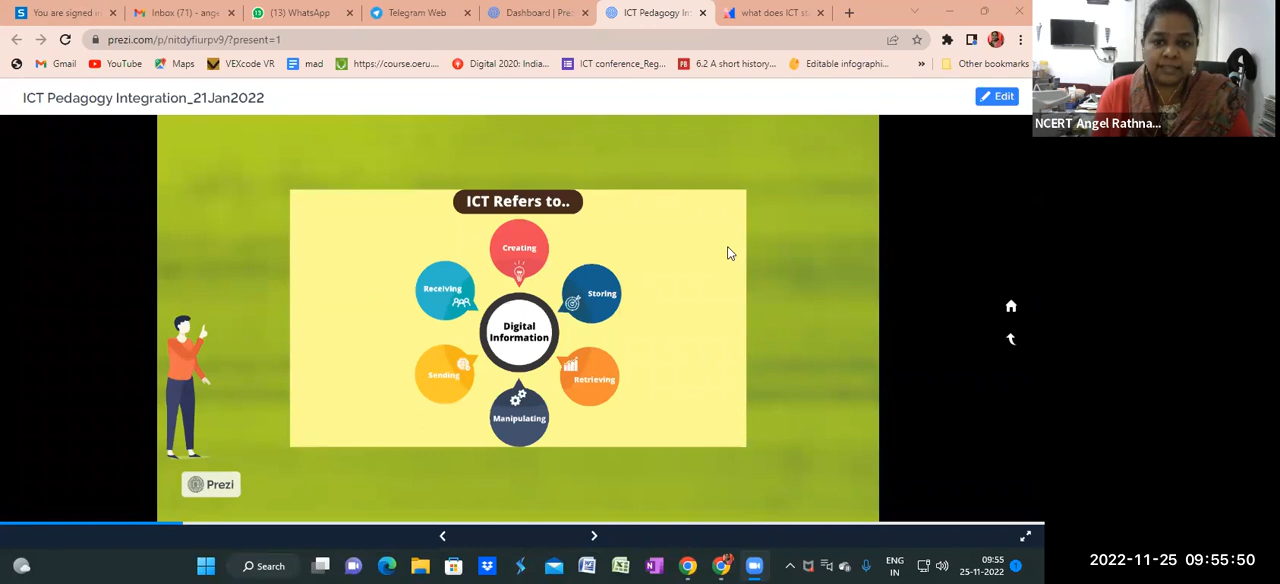 You are signed in
Inbox (71) - ange
(13) WhatsApp
Telegram Web
Dashboard | Pre
ICT Pedagogy In
what does ICT st
prezi.com/p/nitdyfiurpv9/?present=1
Gmail
YouTube
Maps
VEXcode VR
mad
https://course.oeru....
Digital 2020: India...
ICT conference_Reg...
6.2 A short history...
Editable infographi...
»
Other bookmarks
ICT Pedagogy Integration_21Jan2022
Edit
NCERT Angel Rathna...
ICT Refers to..
Creating
Receiving
Storing
Digital
Information
Sending
Retrieving
Manipulating
Prezi
Search
ENG
IN
09:55
25-11-2022
1
2022-11-25 09:55:50